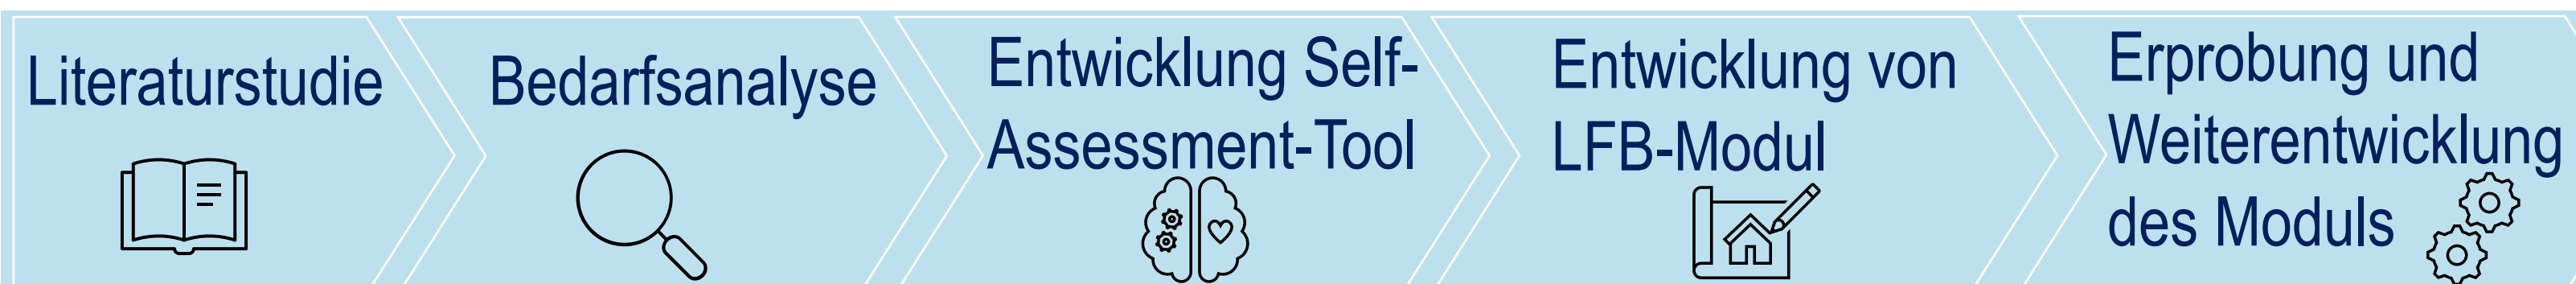 Literaturstudie
Bedarfsanalyse
Entwicklung Self-
Assessment-Tool
Entwicklung von
LFB-Modul
Erprobung und
Weiterentwicklung
des Moduls